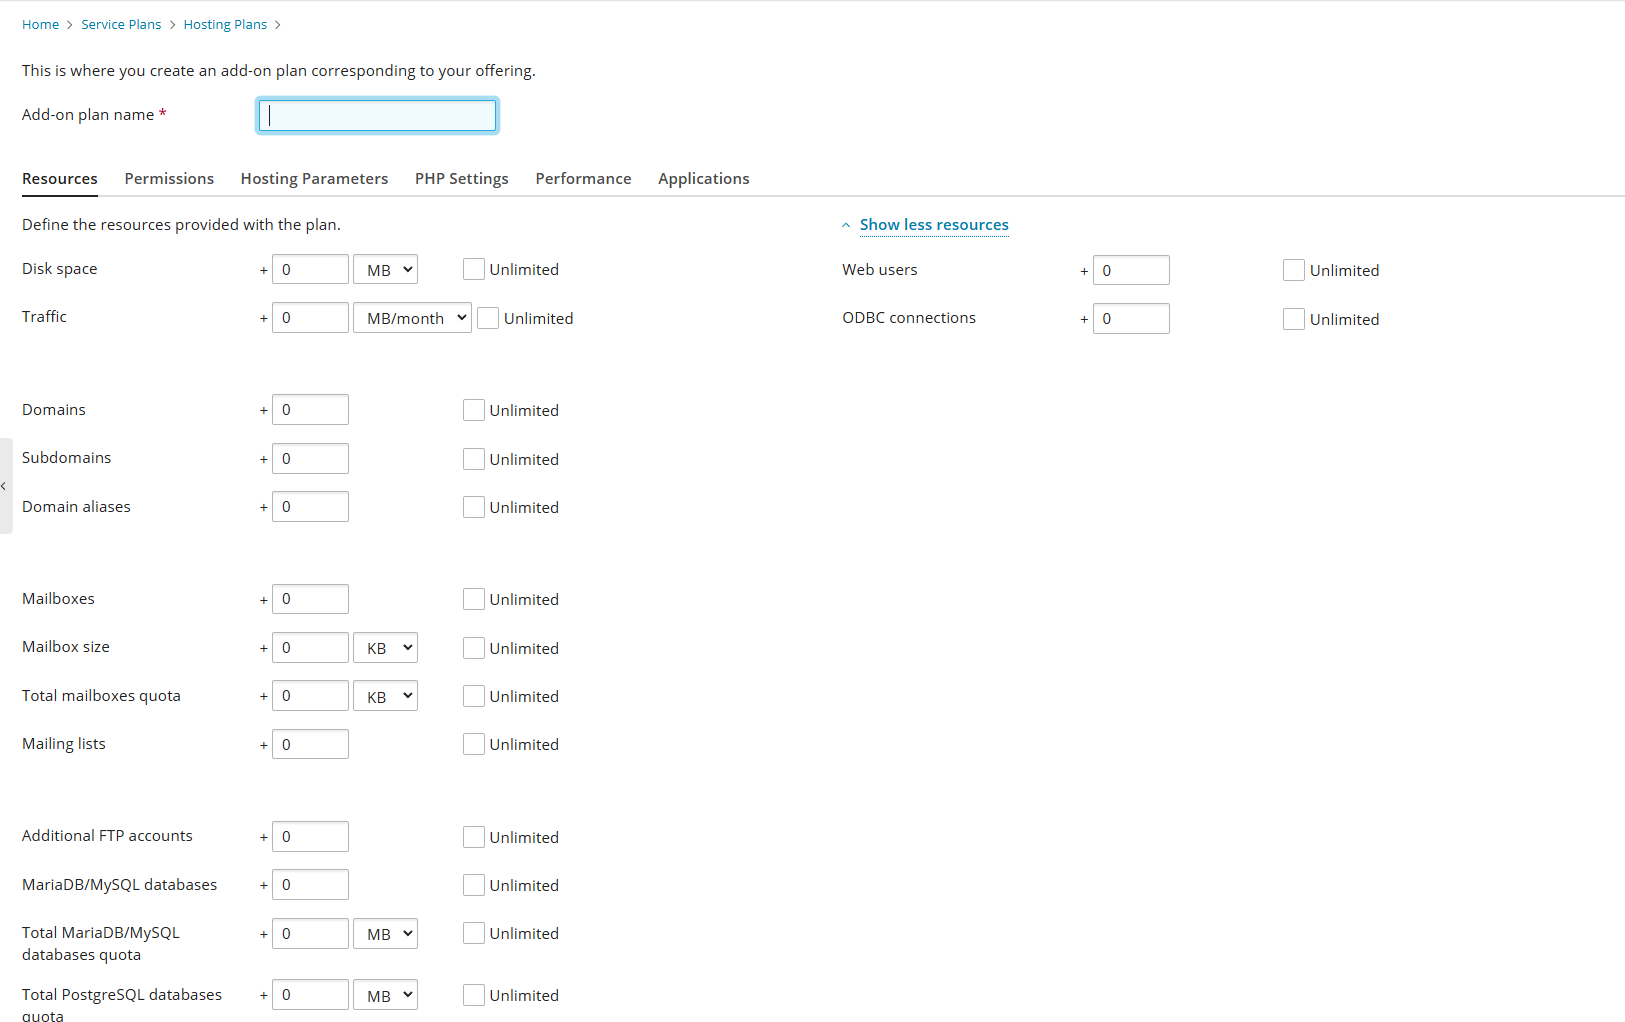 Home > Service Plans > Hosting Plans >
This is where you create an add-on plan corresponding to your offering.
Add-on plan name *
Resources Permissions Hosting Parameters PHP Settings Performance Applications
Define the resources provided with the plan.
Show less resources
Disk space + 0 MB Unlimited
Web users + 0 Unlimited
Traffic + 0 MB/month Unlimited
ODBC connections + 0 Unlimited
Domains + 0 Unlimited
Subdomains + 0 Unlimited
Domain aliases + 0 Unlimited
Mailboxes + 0 Unlimited
Mailbox size + 0 KB Unlimited
Total mailboxes quota + 0 KB Unlimited
Mailing lists + 0 Unlimited
Additional FTP accounts + 0 Unlimited
MariaDB/MySQL databases + 0 Unlimited
Total MariaDB/MySQL + 0 MB Unlimited
databases quota
Total PostgreSQL databases + 0 MB Unlimited
quota